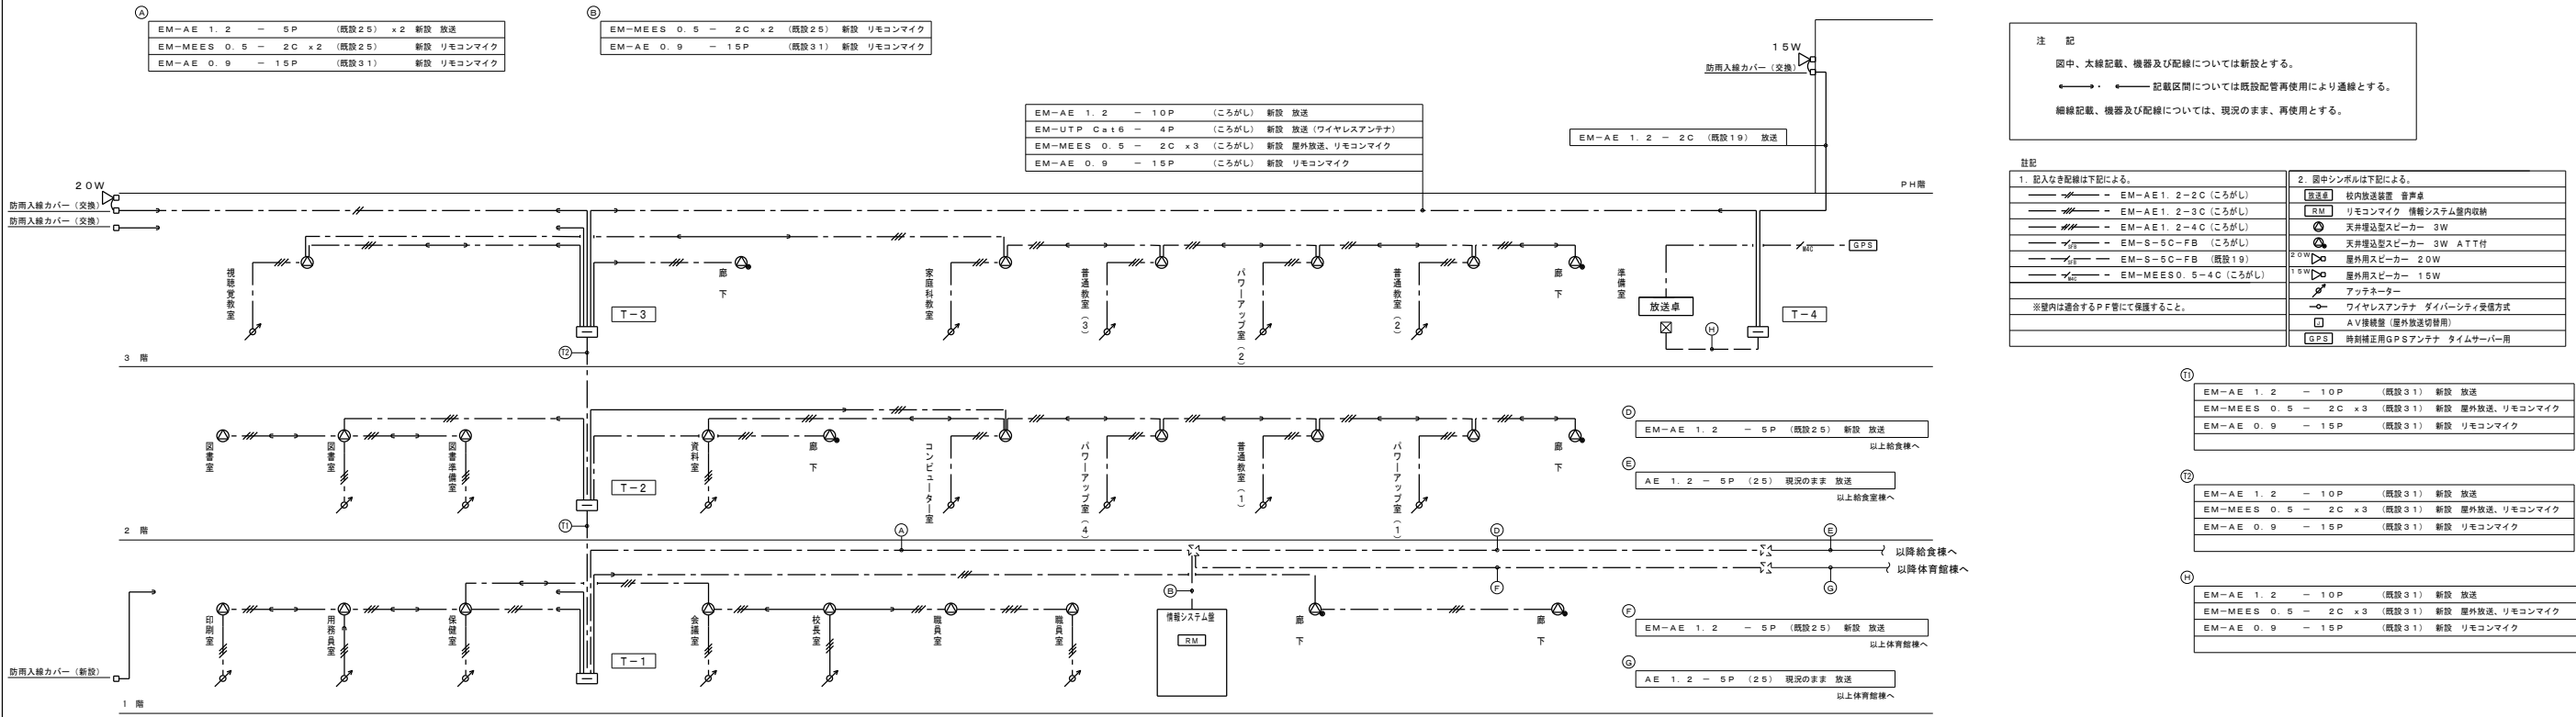 A
EM-AE 1.2 - 5P (既設25) x2 新設 放送
EM-MEES 0.5 - 2C x2 (既設25) 新設 リモコンマイク
EM-AE 0.9 - 15P (既設31) 新設 リモコンマイク
B
EM-MEES 0.5 - 2C x2 (既設25) 新設 リモコンマイク
EM-AE 0.9 - 15P (既設31) 新設 リモコンマイク
EM-AE 1.2 - 10P (ころがし) 新設 放送
EM-UTP Cat6 - 4P (ころがし) 新設 放送(ワイヤレスアンテナ)
EM-MEES 0.5 - 2C x3 (ころがし) 新設 屋外放送、リモコンマイク
EM-AE 0.9 - 15P (ころがし) 新設 リモコンマイク
15W
防雨入線カバー(交換)
EM-AE 1.2 - 2C (既設19) 放送
PH階
20W
防雨入線カバー(交換)
防雨入線カバー(交換)
視聴覚教室
廊下
家庭科教室
普通教室(3)
パワーアップ室(2)
普通教室(2)
廊下
準備室
放送卓
GPS
M4C
H
T-3
T-4
T2
3 階
図書室
図書室
図書準備室
資料室
廊下
コンピューター室
パワーアップ室(4)
普通教室(1)
パワーアップ室(1)
廊下
T-2
T1
2 階
A
D
E
以降給食棟へ
以降体育館棟へ
F
G
B
印刷室
用務員室
保健室
会議室
校長室
職員室
職員室
情報システム盤
RM
廊下
廊下
T-1
防雨入線カバー(新設)
1 階
D
EM-AE 1.2 - 5P (既設25) 新設 放送
以上給食棟へ
E
AE 1.2 - 5P (25) 現況のまま 放送
以上給食室棟へ
F
EM-AE 1.2 - 5P (既設25) 新設 放送
以上体育館棟へ
G
AE 1.2 - 5P (25) 現況のまま 放送
以上体育館棟へ
注 記
図中、太線記載、機器及び配線については新設とする。
・ 記載区間については既設配管再使用により通線とする。
細線記載、機器及び配線については、現況のまま、再使用とする。
註記
1.記入なき配線は下記による。
EM-AE1.2-2C(ころがし)
EM-AE1.2-3C(ころがし)
EM-AE1.2-4C(ころがし)
5FB EM-S-5C-FB (ころがし)
5FB EM-S-5C-FB (既設19)
M4C EM-MEES0.5-4C(ころがし)
※壁内は適合するPF管にて保護すること。
2.図中シンボルは下記による。
放送卓 校内放送装置 音声卓
RM リモコンマイク 情報システム盤内収納
天井埋込型スピーカー 3W
天井埋込型スピーカー 3W ATT付
20W 屋外用スピーカー 20W
15W 屋外用スピーカー 15W
アッテネーター
ワイヤレスアンテナ ダイバーシティ受信方式
J AV接続盤(屋外放送切替用)
GPS 時刻補正用GPSアンテナ タイムサーバー用
T1
EM-AE 1.2 - 10P (既設31) 新設 放送
EM-MEES 0.5 - 2C x3 (既設31) 新設 屋外放送、リモコンマイク
EM-AE 0.9 - 15P (既設31) 新設 リモコンマイク
T2
EM-AE 1.2 - 10P (既設31) 新設 放送
EM-MEES 0.5 - 2C x3 (既設31) 新設 屋外放送、リモコンマイク
EM-AE 0.9 - 15P (既設31) 新設 リモコンマイク
H
EM-AE 1.2 - 10P (既設31) 新設 放送
EM-MEES 0.5 - 2C x3 (既設31) 新設 屋外放送、リモコンマイク
EM-AE 0.9 - 15P (既設31) 新設 リモコンマイク